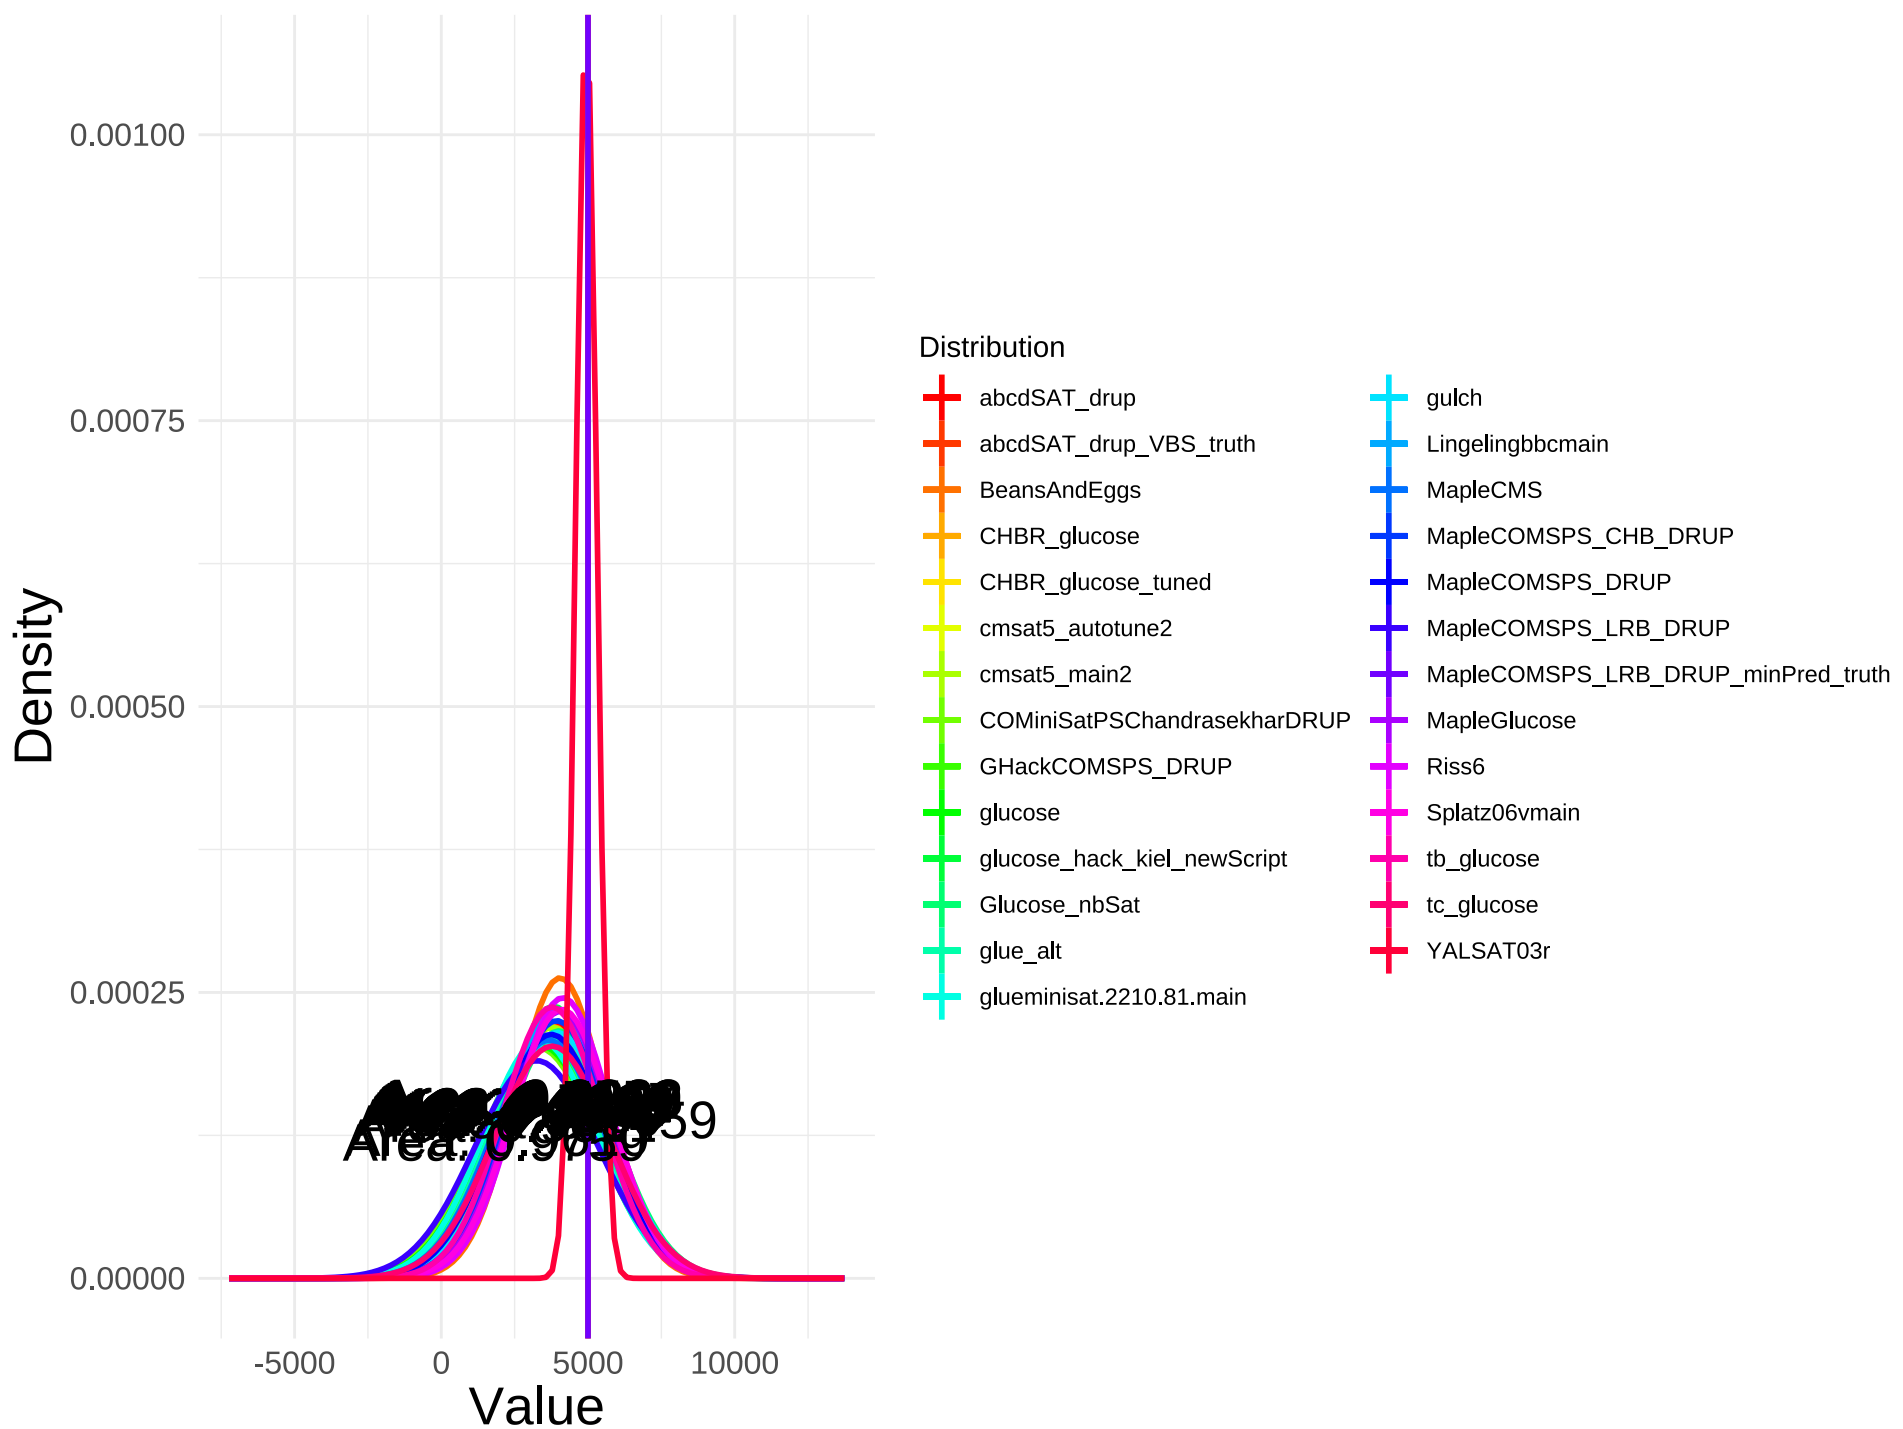 0.00100
0.00075
0.00050
0.00025
0.00000
Density
-5000 0 5000 10000
Value
Area:
Distribution
abcdSAT_drup
abcdSAT_drup_VBS_truth
BeansAndEggs
CHBR_glucose
CHBR_glucose_tuned
cmsat5_autotune2
cmsat5_main2
COMiniSatPSChandrasekharDRUP
GHackCOMSPS_DRUP
glucose
glucose_hack_kiel_newScript
Glucose_nbSat
glue_alt
glueminisat.2210.81.main
gulch
Lingelingbbcmain
MapleCMS
MapleCOMSPS_CHB_DRUP
MapleCOMSPS_DRUP
MapleCOMSPS_LRB_DRUP
MapleCOMSPS_LRB_DRUP_minPred_truth
MapleGlucose
Riss6
Splatz06vmain
tb_glucose
tc_glucose
YALSAT03r